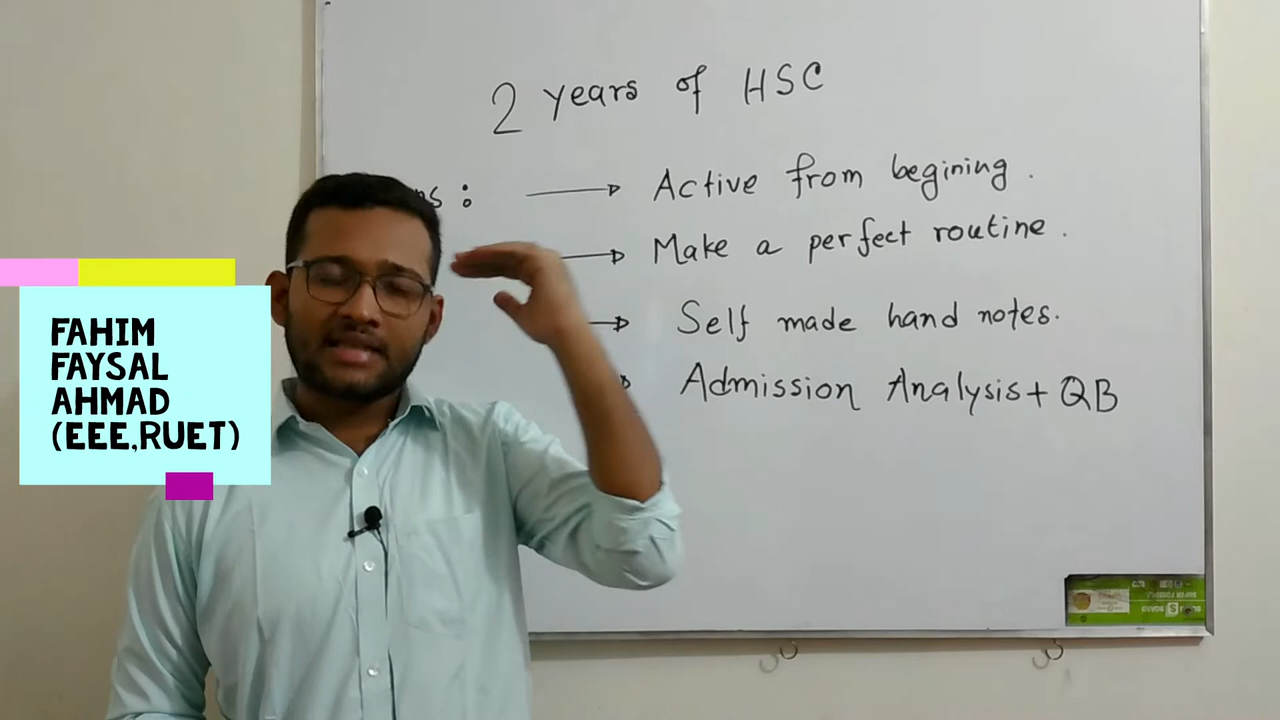 2 years of HSC
Active from begining.
Make a perfect routine.
Self made hand notes.
Admission Analysis + QB
FAHIM
FAYSAL
AHMAD
(EEE,RUET)